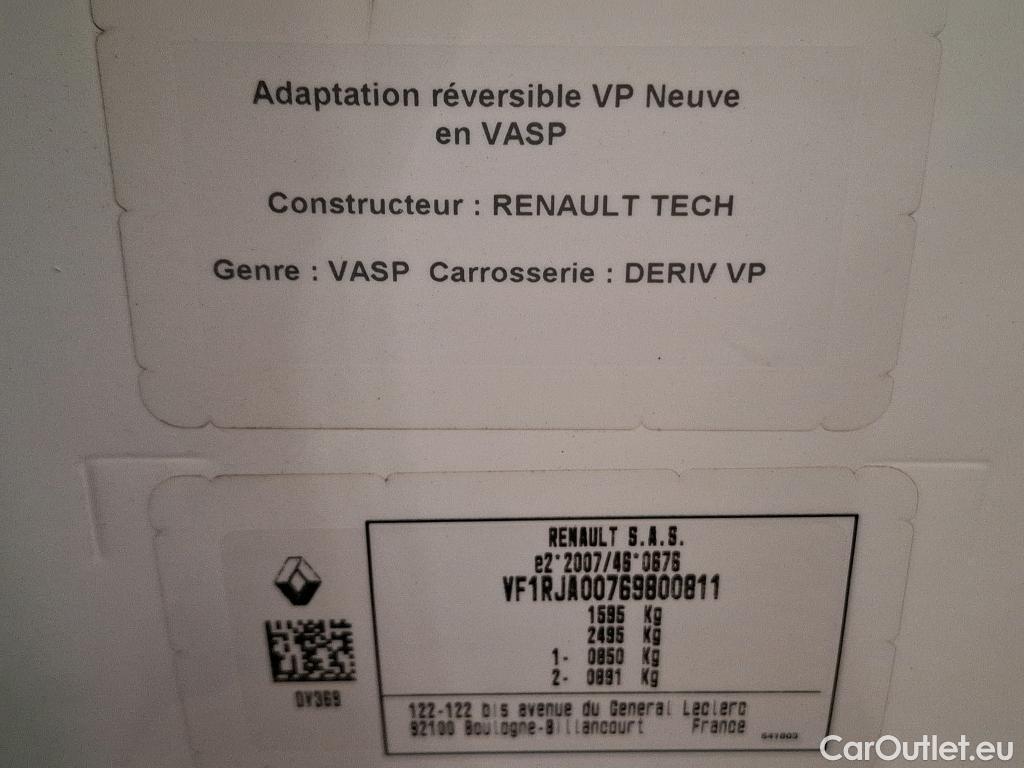 Adaptation réversible VP Neuve
en VASP
Constructeur : RENAULT TECH
Genre : VASP Carrosserie : DERIV VP
RENAULT S.A.S.
e2*2007/46*0676
VF1RJA00769800811
1595 Kg
2495 Kg
1- 0850 Kg
2- 0891 Kg
DV369
122-122 bis avenue du General Leclerc
92100 Boulogne-Billancourt France
CarOutlet.eu